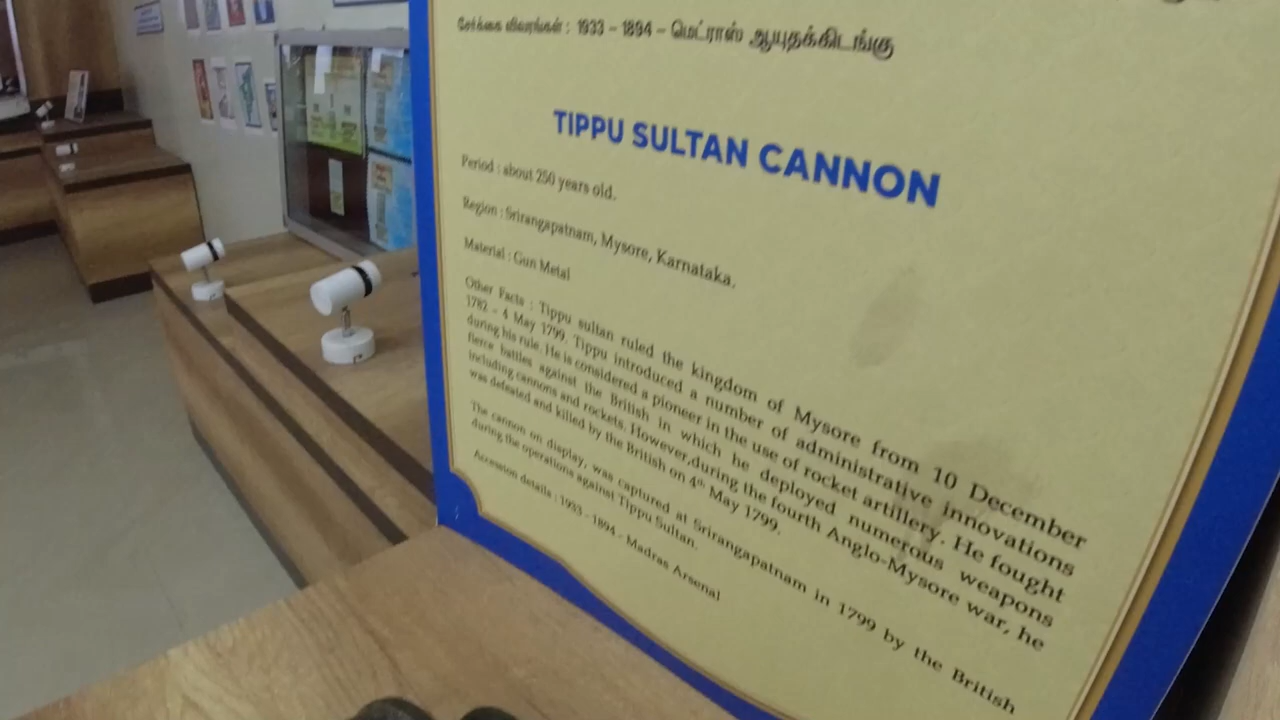 சேர்க்கை விவரங்கள் : 1933 - 1894 - மெட்ராஸ் ஆயுதக்கிடங்கு
TIPPU SULTAN CANNON
Period : about 250 years old.
Region : Srirangapatnam, Mysore, Karnataka.
Material : Gun Metal
Other Facts : Tippu sultan ruled the kingdom of Mysore from 10 December
1782 - 4 May 1799. Tippu introduced a number of administrative innovations
during his rule. He is considered a pioneer in the use of rocket artillery. He fought
fierce battles against the British in which he deployed numerous weapons
including cannons and rockets. However,during the fourth Anglo-Mysore war, he
was defeated and killed by the British on 4th May 1799.
The cannon on display, was captured at Srirangapatnam in 1799 by the British
during the operations against Tippu Sultan.
Accession details : 1933 - 1894 - Madras Arsenal